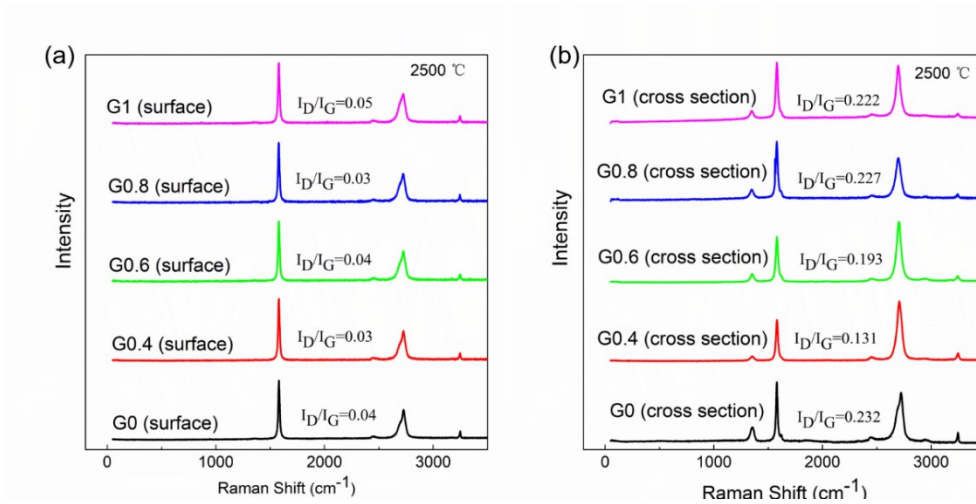 (a)
2500 ℃
G1 (surface)
I_D/I_G=0.05
G0.8 (surface)
I_D/I_G=0.03
G0.6 (surface)
I_D/I_G=0.04
G0.4 (surface)
I_D/I_G=0.03
G0 (surface)
I_D/I_G=0.04
Intensity
0 1000 2000 3000
Raman Shift (cm⁻¹)
(b)
2500 ℃
G1 (cross section)
I_D/I_G=0.222
G0.8 (cross section)
I_D/I_G=0.227
G0.6 (cross section)
I_D/I_G=0.193
G0.4 (cross section)
I_D/I_G=0.131
G0 (cross section)
I_D/I_G=0.232
Intensity
0 1000 2000 3000
Raman Shift (cm⁻¹)